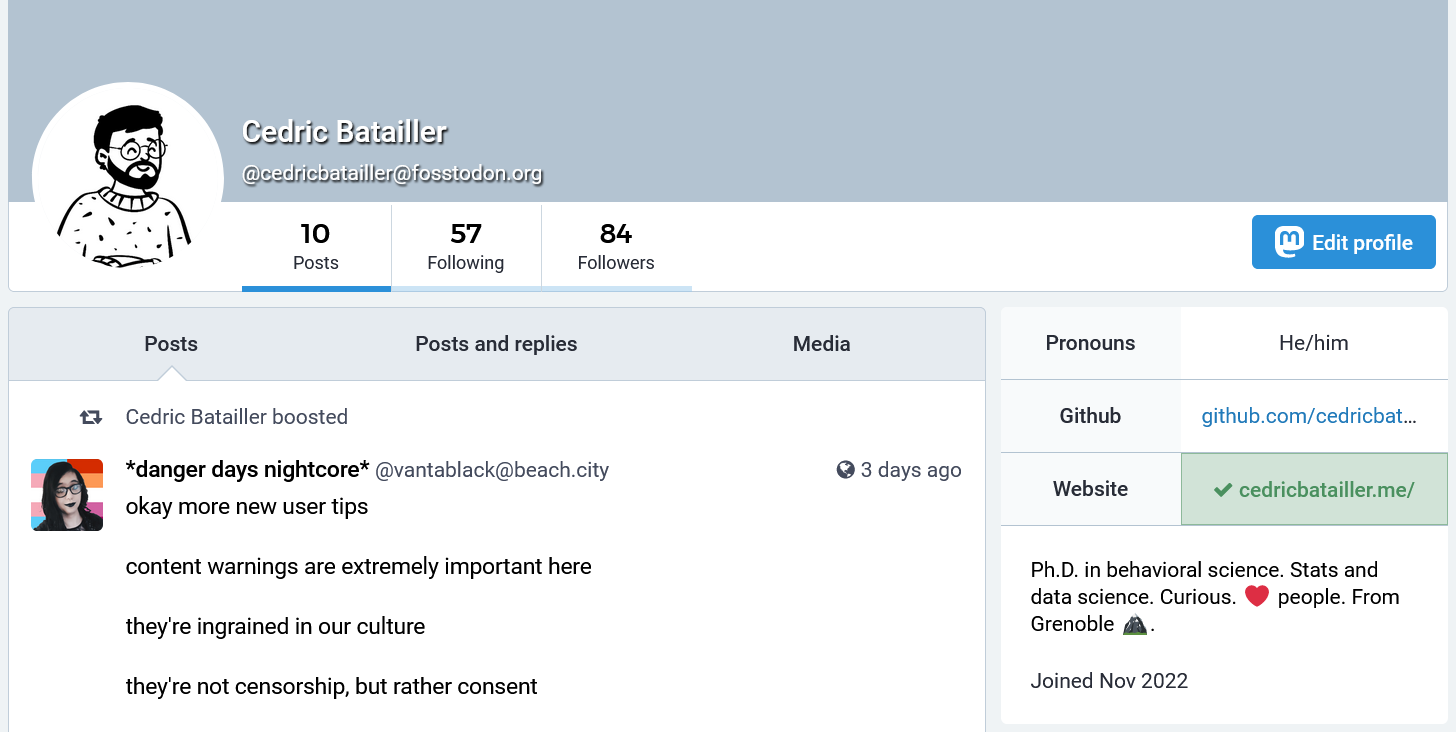 Cedric Batailler
@cedricbatailler@fosstodon.org
10
Posts
57
Following
84
Followers
Edit profile
Posts
Posts and replies
Media
Cedric Batailler boosted
*danger days nightcore* @vantablack@beach.city
3 days ago
okay more new user tips
content warnings are extremely important here
they're ingrained in our culture
they're not censorship, but rather consent
Pronouns
He/him
Github
github.com/cedricbat...
Website
cedricbatailler.me/
Ph.D. in behavioral science. Stats and
data science. Curious. ❤️ people. From
Grenoble ⛰️.
Joined Nov 2022